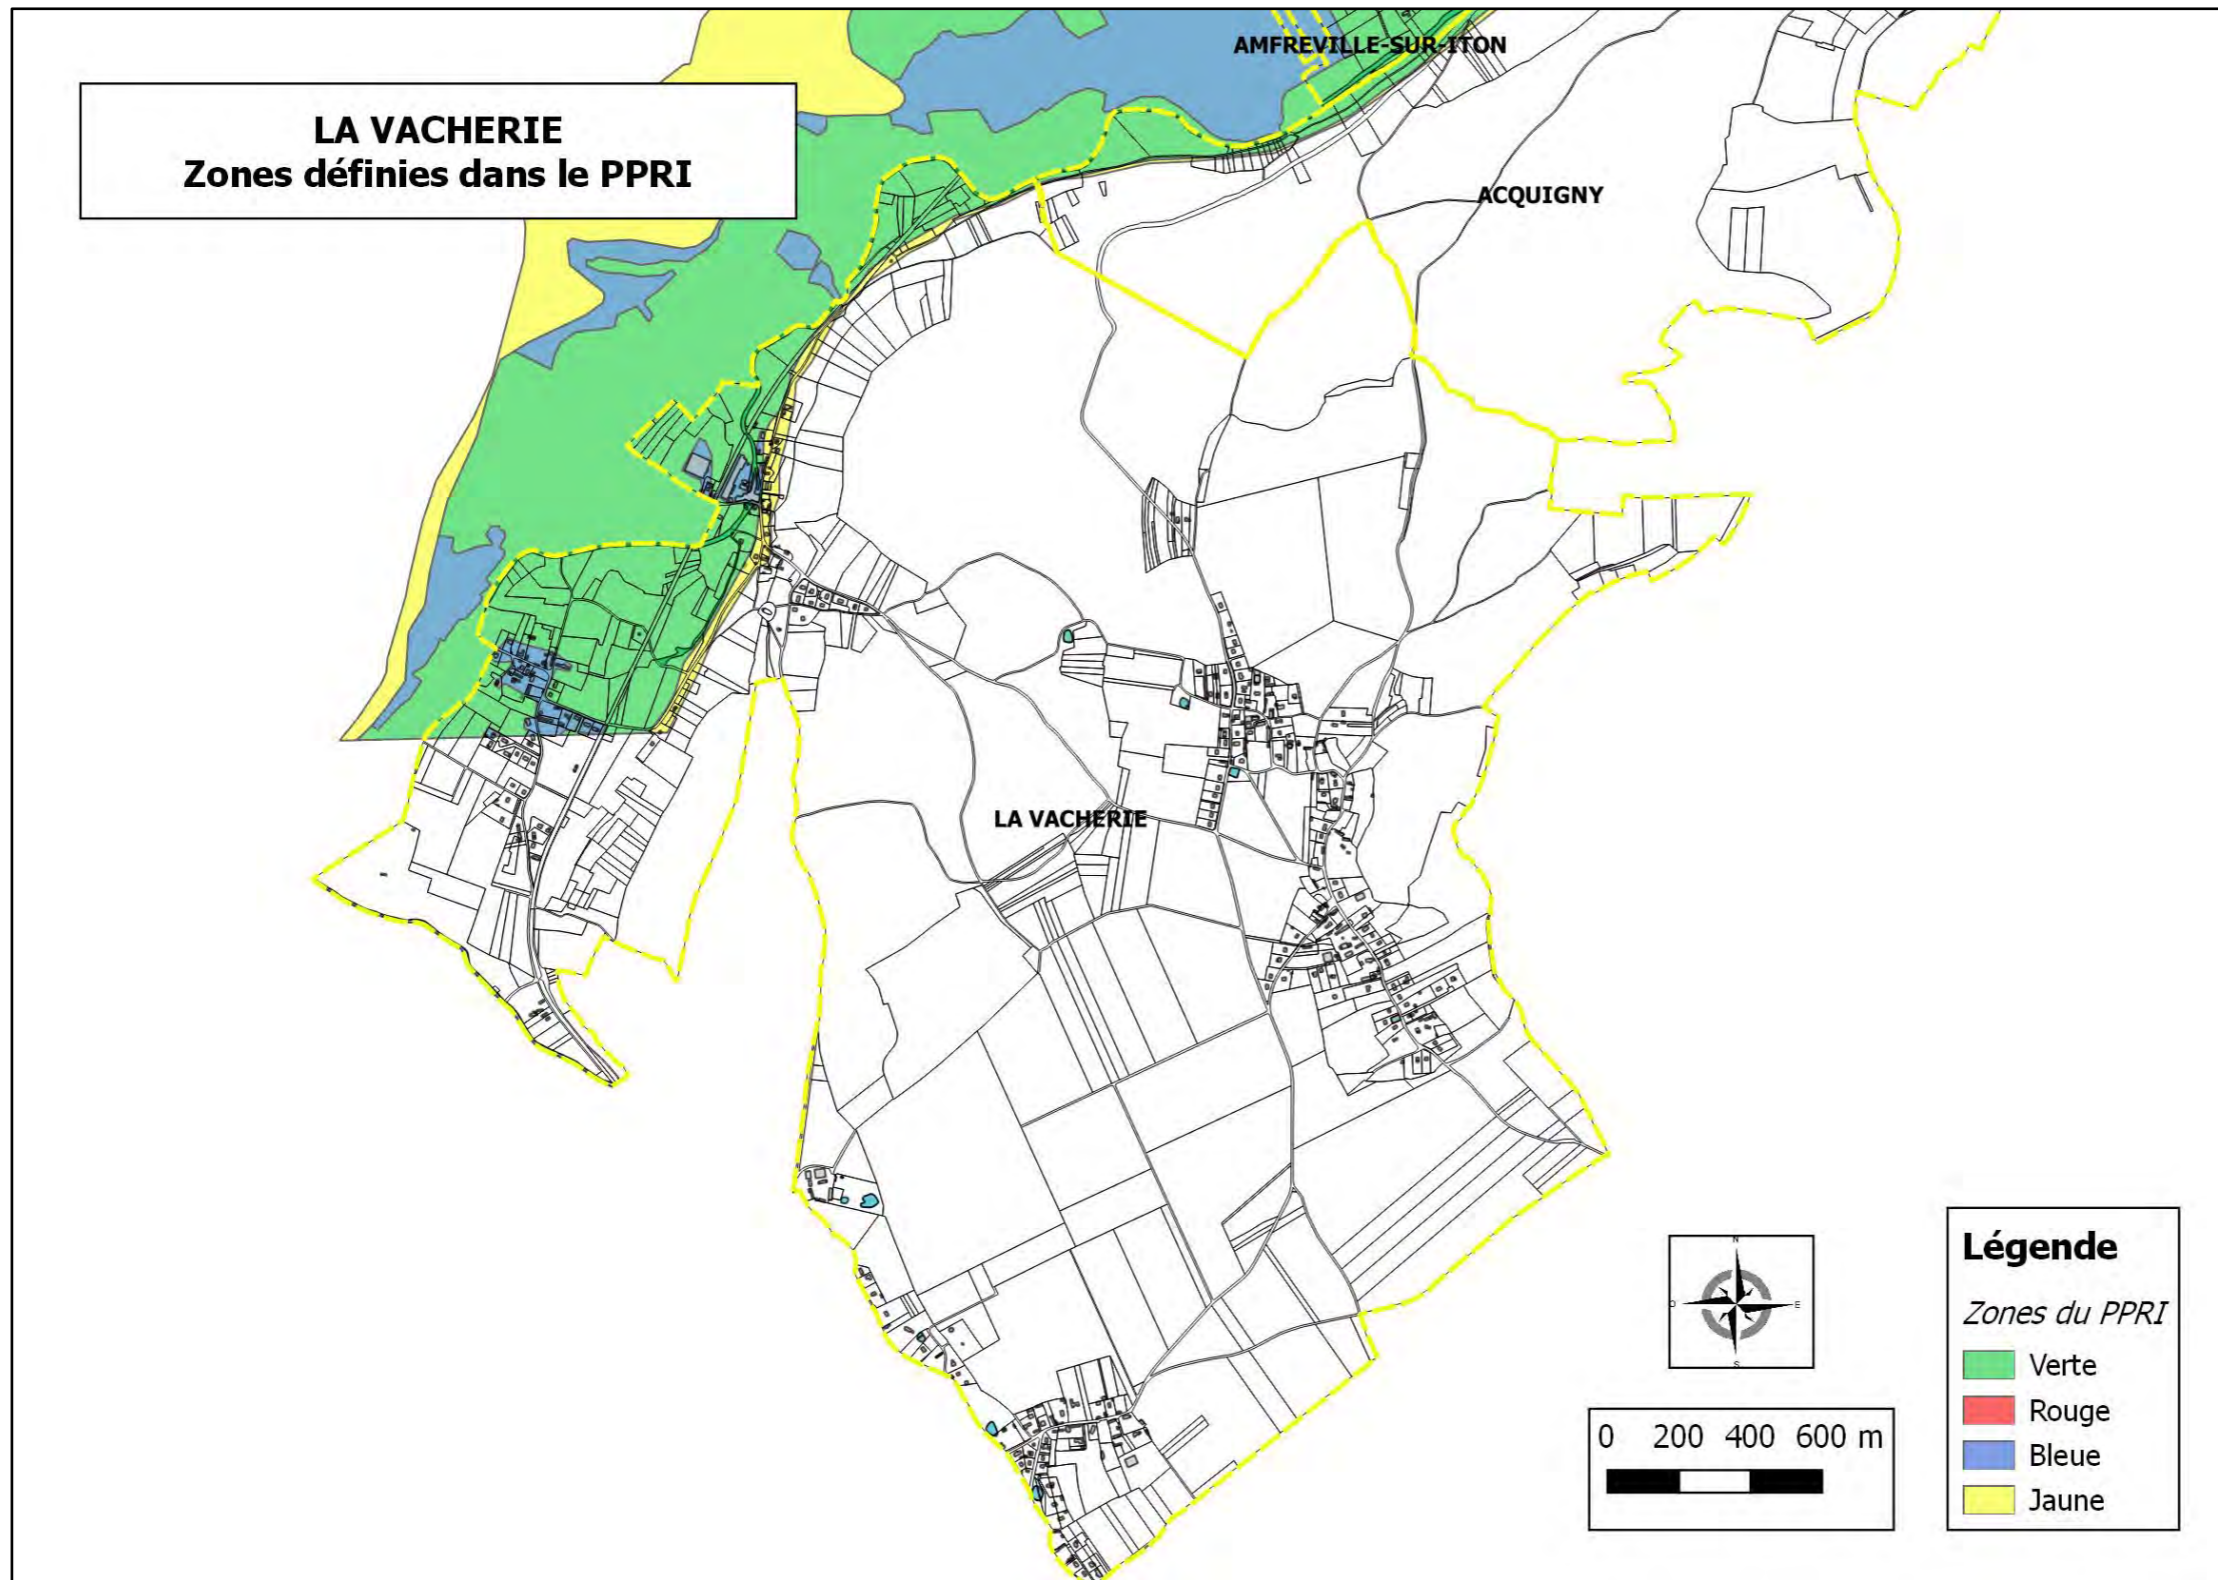 LA VACHERIE
Zones définies dans le PPRI
AMFREVILLE-SUR-ITON
ACQUIGNY
LA VACHERIE
N
O
E
S
0 200 400 600 m
Légende
Zones du PPRI
Verte
Rouge
Bleue
Jaune